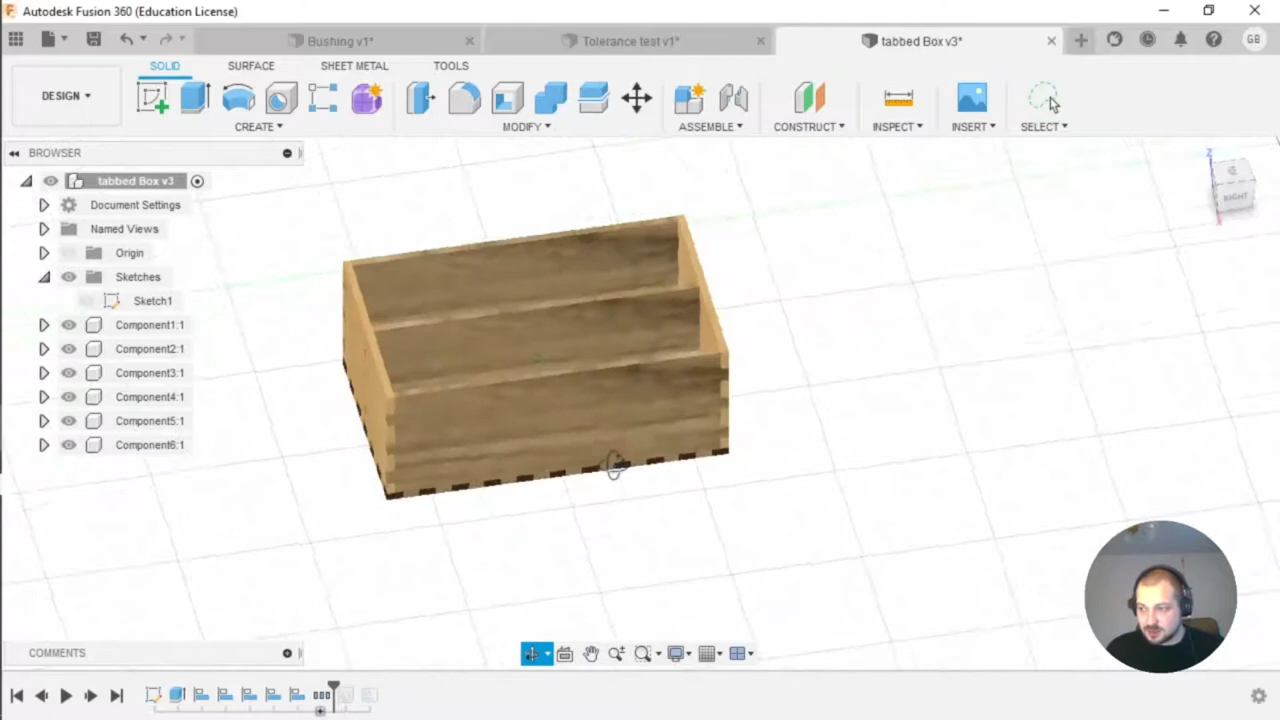 Autodesk Fusion 360 (Education License)
Bushing v1*
Tolerance test v1*
tabbed Box v3*
GB
DESIGN
SOLID
SURFACE
SHEET METAL
TOOLS
CREATE
MODIFY
ASSEMBLE
CONSTRUCT
INSPECT
INSERT
SELECT
BROWSER
tabbed Box v3
Document Settings
Named Views
Origin
Sketches
Sketch1
Component1:1
Component2:1
Component3:1
Component4:1
Component5:1
Component6:1
Z
RIGHT
COMMENTS